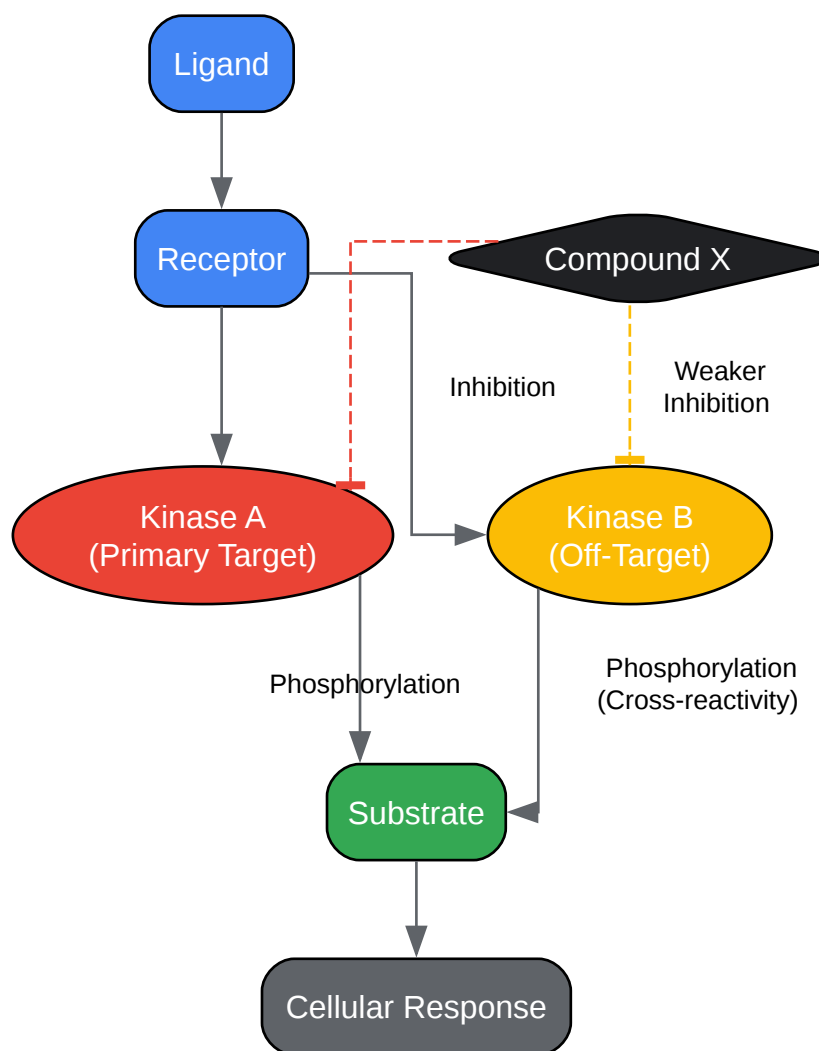 Ligand
Receptor
Compound X
Inhibition
Weaker
Inhibition
Kinase A
(Primary Target)
Kinase B
(Off-Target)
Phosphorylation
Phosphorylation
(Cross-reactivity)
Substrate
Cellular Response